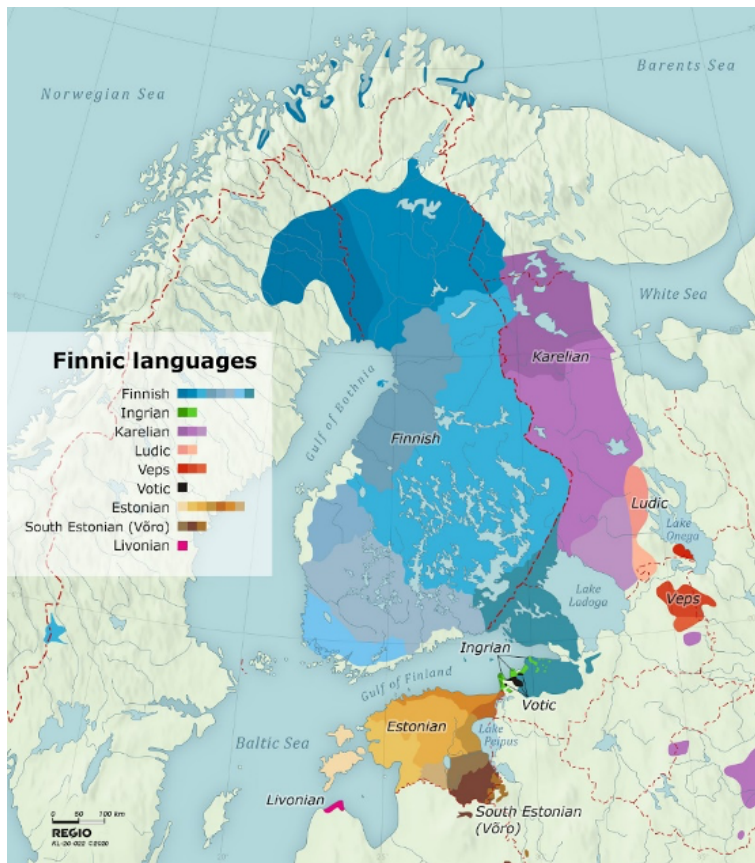 Norwegian Sea
Barents Sea
White Sea
Finnic languages
Finnish
Ingrian
Karelian
Ludic
Veps
Votic
Estonian
South Estonian (Võro)
Livonian
Karelian
Gulf of Bothnia
Finnish
Ludic
Lake
Onega
Lake
Ladoga
Veps
Ingrian
Votic
Gulf of Finland
Estonian
Lake
Peipus
Baltic Sea
Livonian
South Estonian
(Võro)
0 50 100 km
REGIO